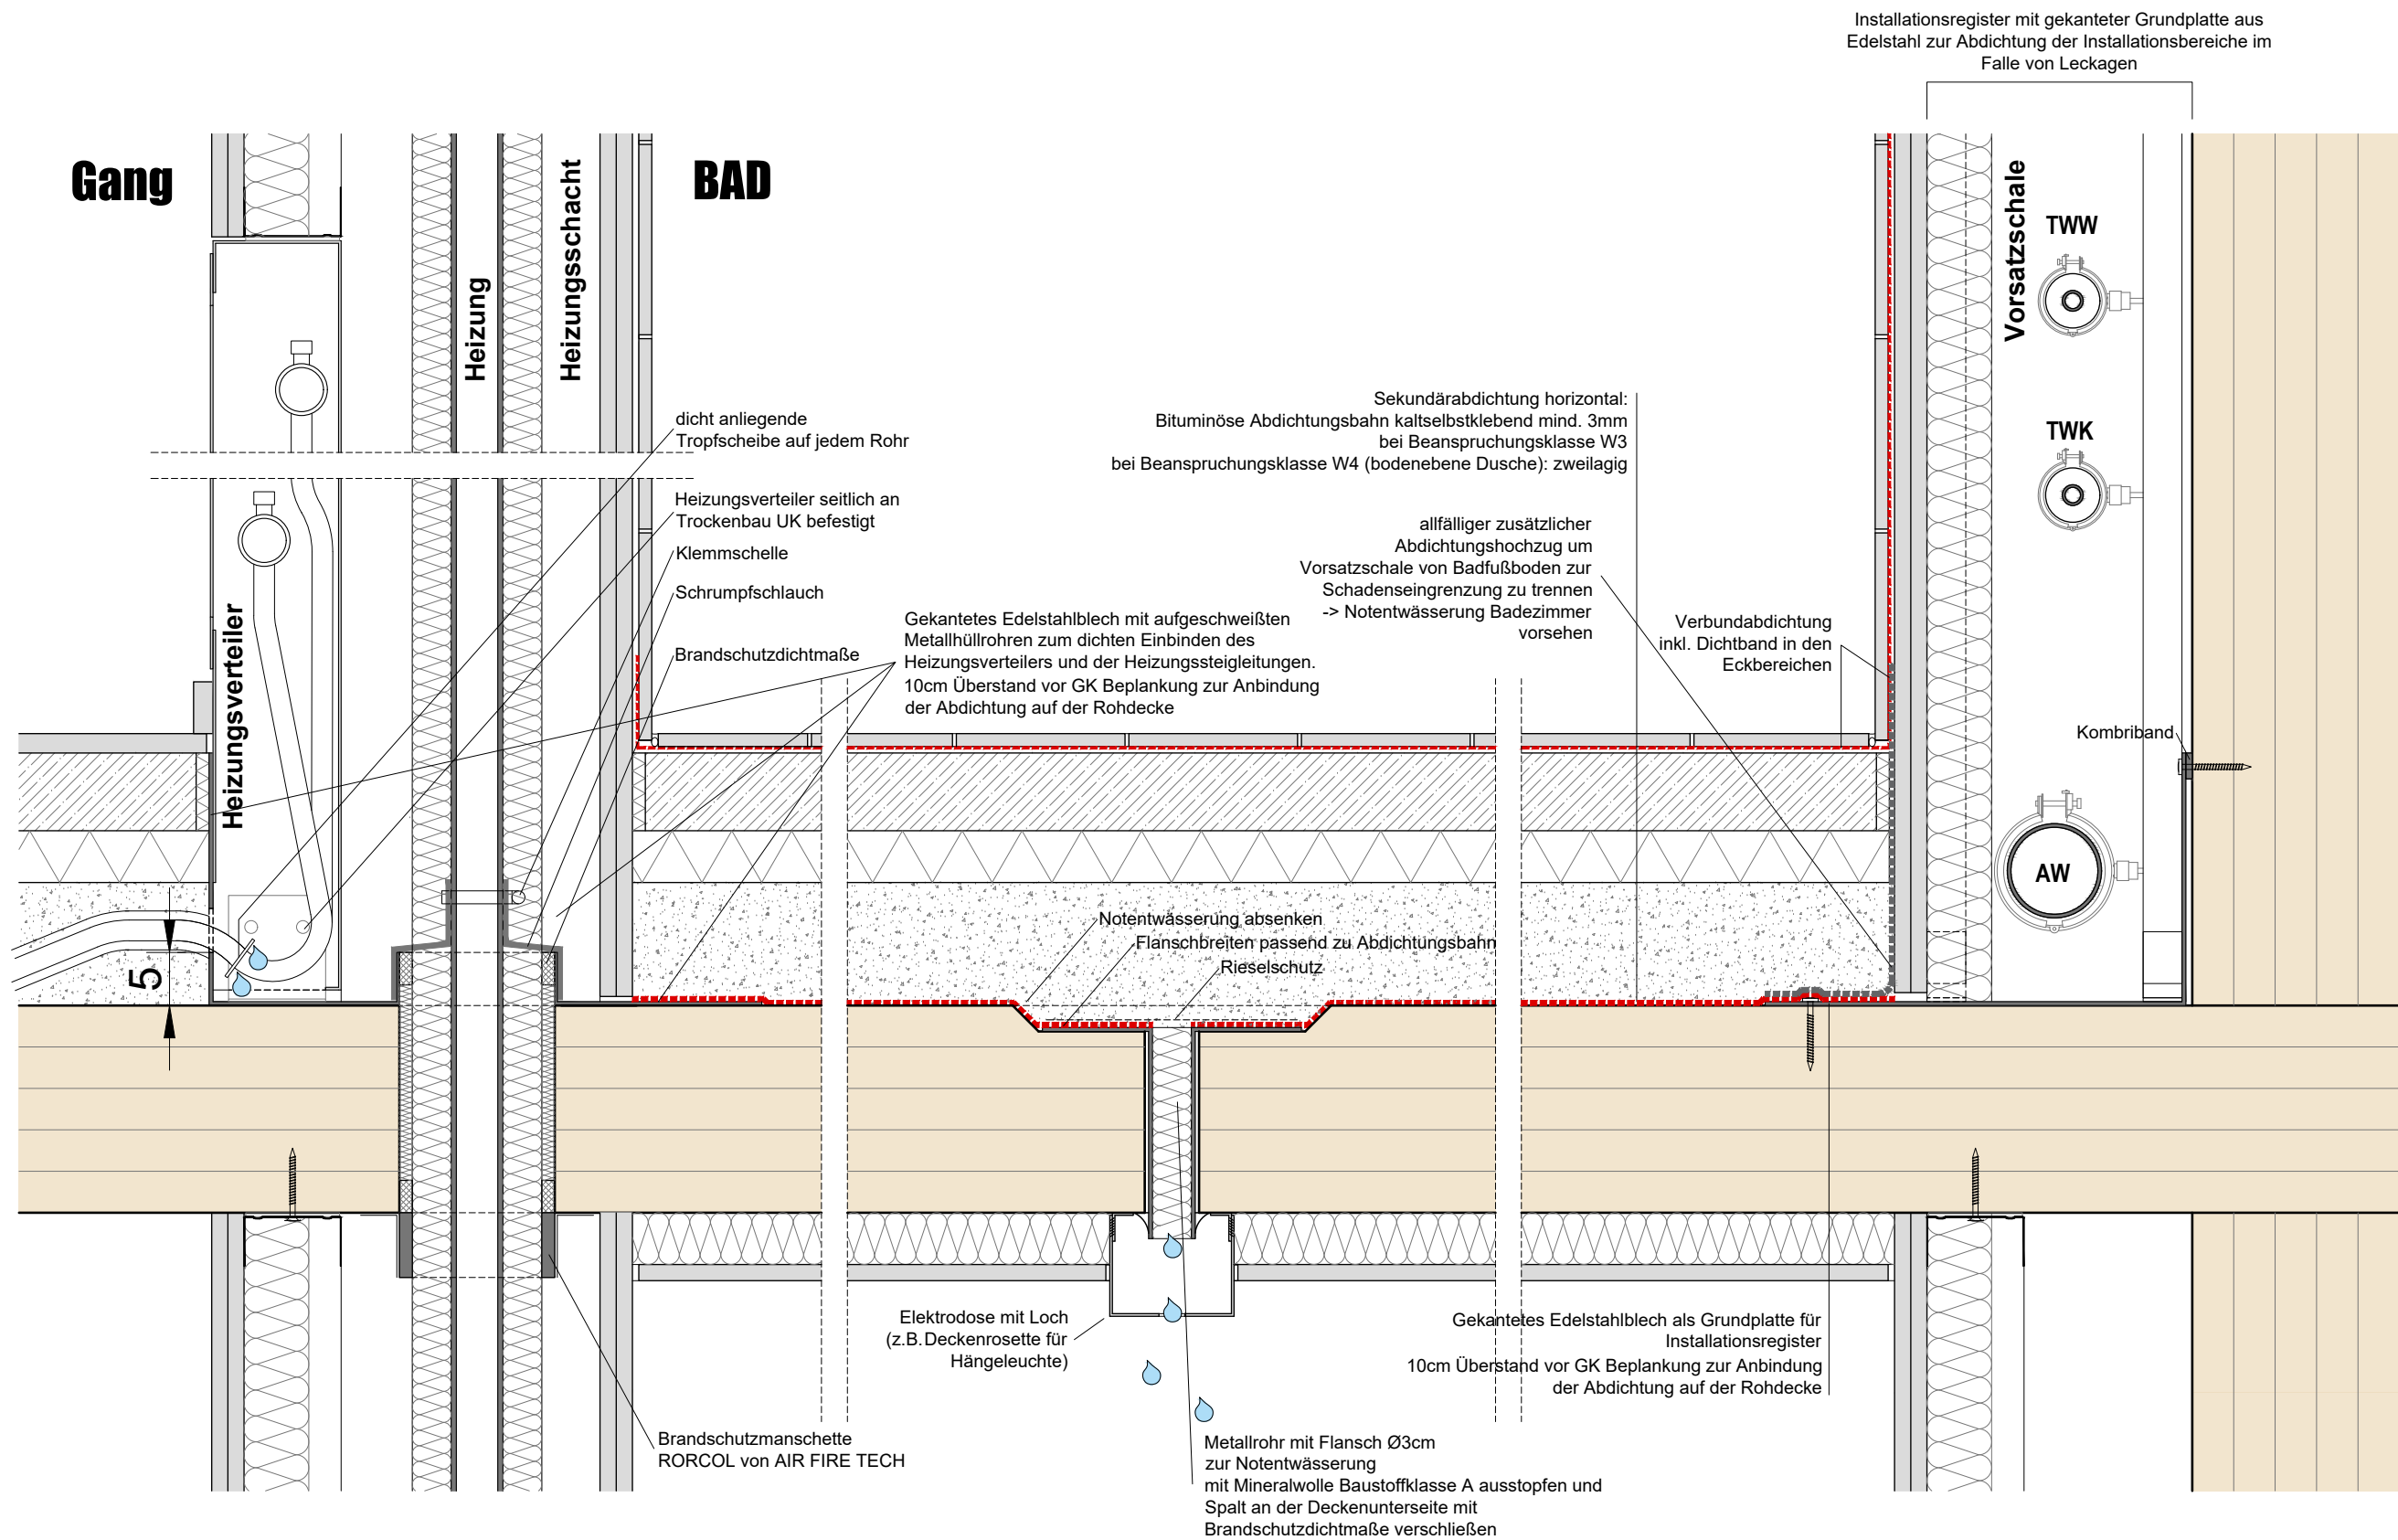 Installationsregister mit gekanteter Grundplatte aus
Edelstahl zur Abdichtung der Installationsbereiche im
Falle von Leckagen
Gang
BAD
Heizung
Heizungsschacht
Vorsatzschale
TWW
TWK
AW
Heizungsverteiler
dicht anliegende
Tropfscheibe auf jedem Rohr
Heizungsverteiler seitlich an
Trockenbau UK befestigt
Klemmschelle
Schrumpfschlauch
Brandschutzdichtmaße
Gekantetes Edelstahlblech mit aufgeschweißten
Metallhüllrohren zum dichten Einbinden des
Heizungsverteilers und der Heizungssteigleitungen.
10cm Überstand vor GK Beplankung zur Anbindung
der Abdichtung auf der Rohdecke
Sekundärabdichtung horizontal:
Bituminöse Abdichtungsbahn kaltselbstklebend mind. 3mm
bei Beanspruchungsklasse W3
bei Beanspruchungsklasse W4 (bodenebene Dusche): zweilagig
allfälliger zusätzlicher
Abdichtungshochzug um
Vorsatzschale von Badfußboden zur
Schadenseingrenzung zu trennen
-> Notentwässerung Badezimmer
vorsehen
Verbundabdichtung
inkl. Dichtband in den
Eckbereichen
Kombriband
Notentwässerung absenken
Flanschbreiten passend zu Abdichtungsbahn
Rieselschutz
5
Elektrodose mit Loch
(z.B.Deckenrosette für
Hängeleuchte)
Gekantetes Edelstahlblech als Grundplatte für
Installationsregister
10cm Überstand vor GK Beplankung zur Anbindung
der Abdichtung auf der Rohdecke
Brandschutzmanschette
RORCOL von AIR FIRE TECH
Metallrohr mit Flansch Ø3cm
zur Notentwässerung
mit Mineralwolle Baustoffklasse A ausstopfen und
Spalt an der Deckenunterseite mit
Brandschutzdichtmaße verschließen